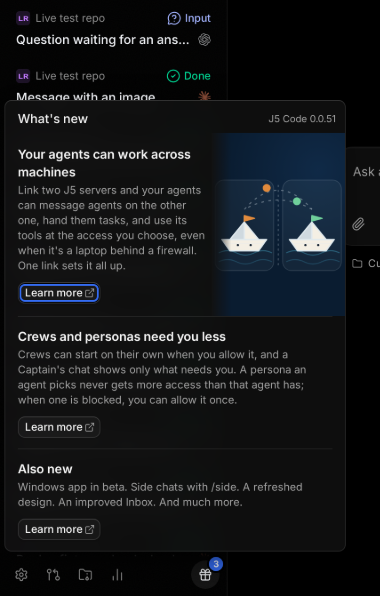 LR Live test repo Input
Question waiting for an ans...
LR Live test repo Done
Message with an image
What's new J5 Code 0.0.51
Your agents can work across
machines
Link two J5 servers and your agents
can message agents on the other
one, hand them tasks, and use its
tools at the access you choose, even
when it's a laptop behind a firewall.
One link sets it all up.
Learn more
Ask a
Cu
Crews and personas need you less
Crews can start on their own when you allow it, and a
Captain's chat shows only what needs you. A persona an
agent picks never gets more access than that agent has;
when one is blocked, you can allow it once.
Learn more
Also new
Windows app in beta. Side chats with /side. A refreshed
design. An improved Inbox. And much more.
Learn more
3